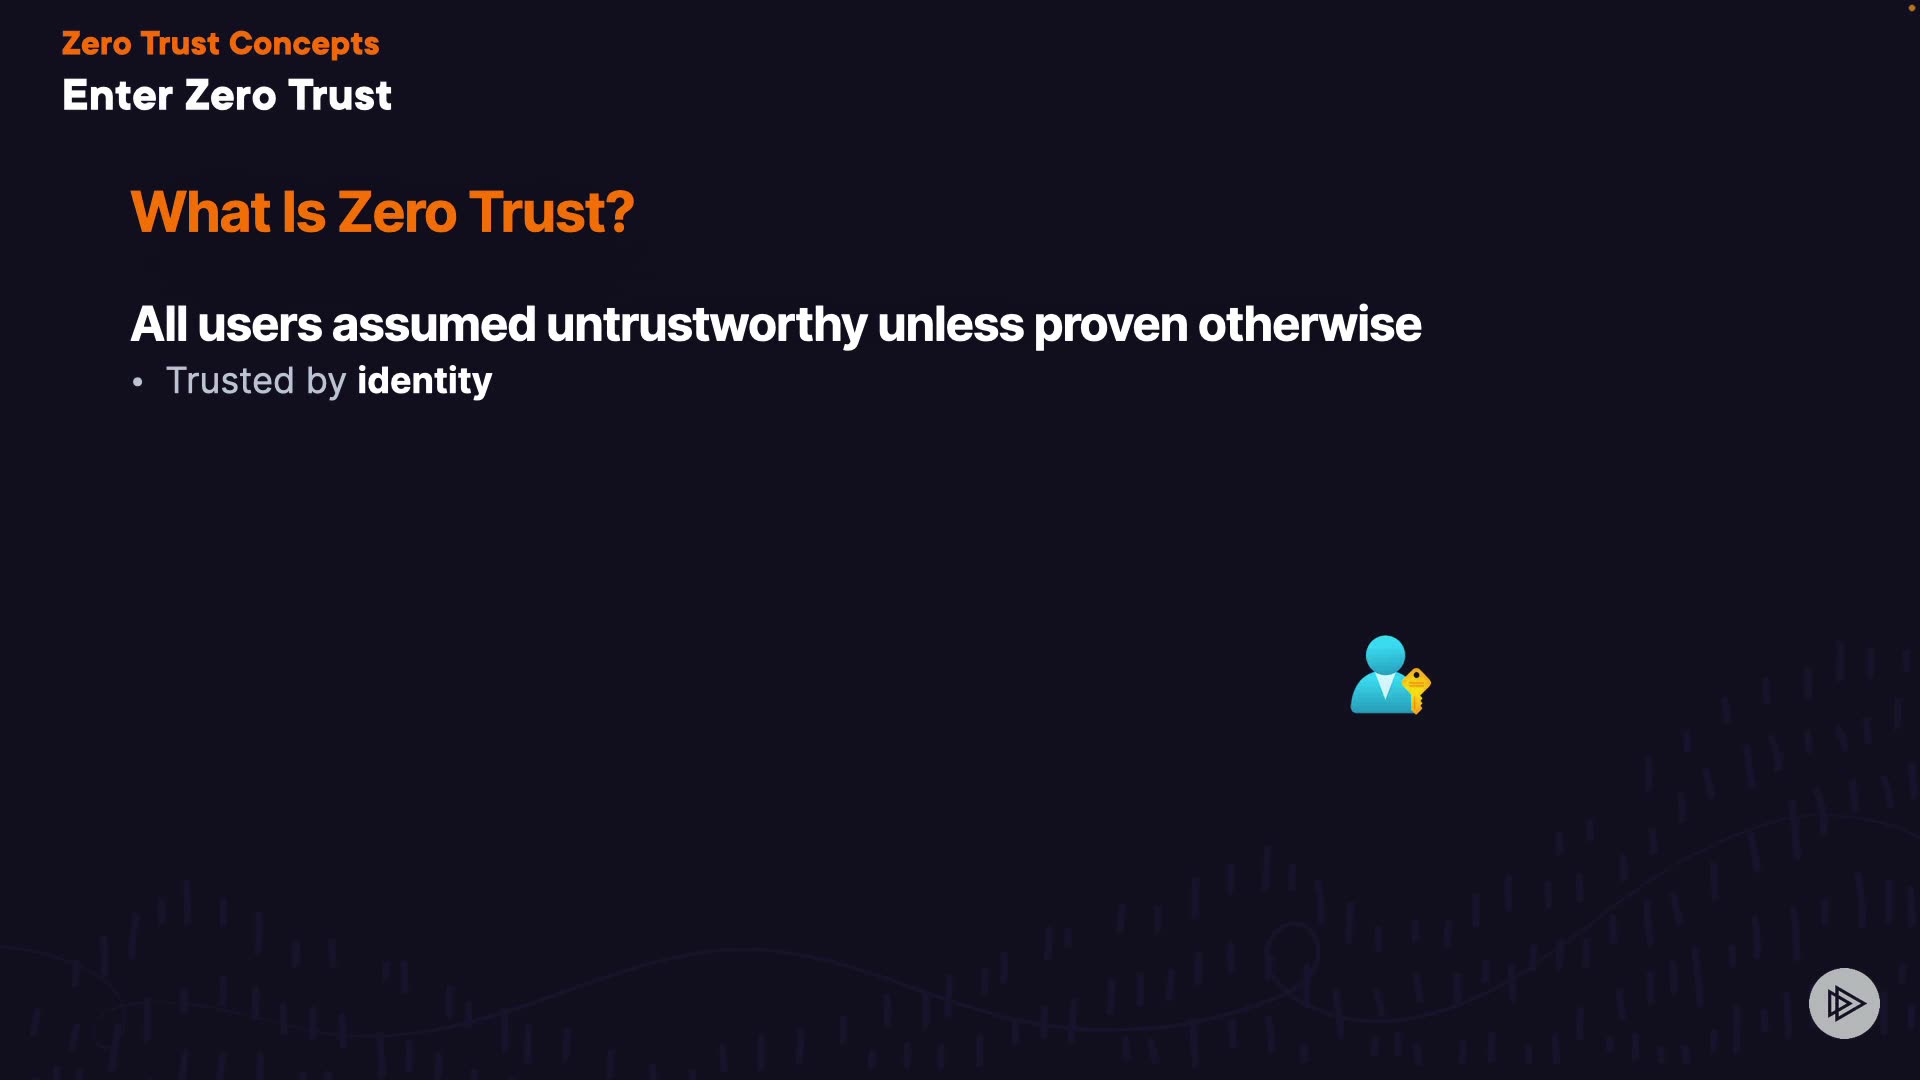 Zero Trust Concepts
Enter Zero Trust
What Is Zero Trust?
All users assumed untrustworthy unless proven otherwise
• Trusted by identity